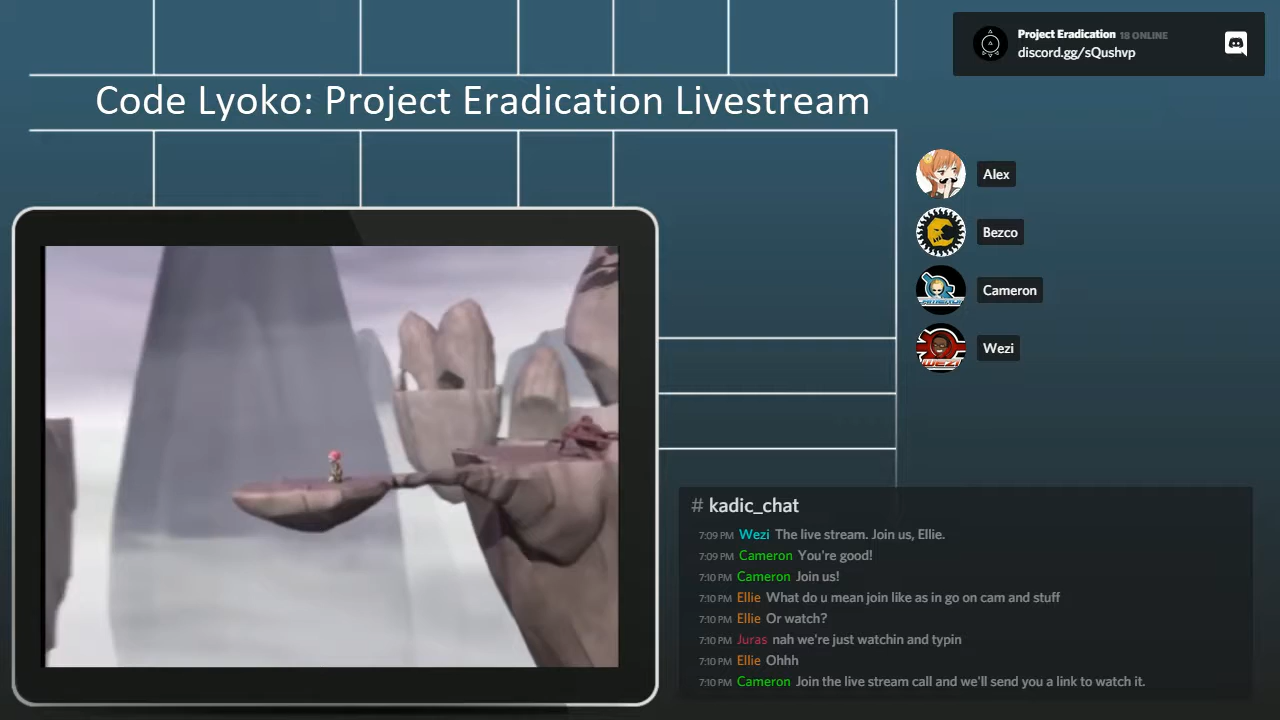 Project Eradication 18 ONLINE
discord.gg/sQushvp
Code Lyoko: Project Eradication Livestream
Alex
Bezco
Cameron
Wezi
WEZI
# kadic_chat
7:09 PM Wezi The live stream. Join us, Ellie.
7:09 PM Cameron You're good!
7:10 PM Cameron Join us!
7:10 PM Ellie What do u mean join like as in go on cam and stuff
7:10 PM Ellie Or watch?
7:10 PM Juras nah we're just watchin and typin
7:10 PM Ellie Ohhh
7:10 PM Cameron Join the live stream call and we'll send you a link to watch it.